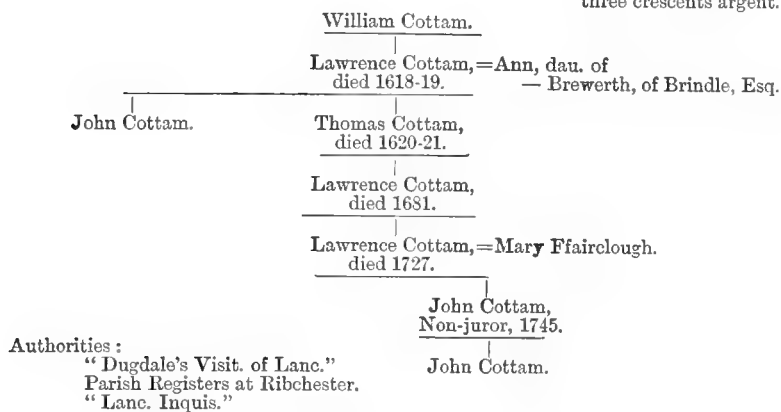 three crescents argent.
William Cottam.
Lawrence Cottam,=Ann, dau. of
died 1618-19. — Brewerth, of Brindle, Esq.
John Cottam. Thomas Cottam,
died 1620-21.
Lawrence Cottam,
died 1681.
Lawrence Cottam,=Mary Ffairclough.
died 1727.
John Cottam,
Non-juror, 1745.
Authorities :
John Cottam.
"Dugdale's Visit. of Lanc."
Parish Registers at Ribchester.
"Lanc. Inquis."